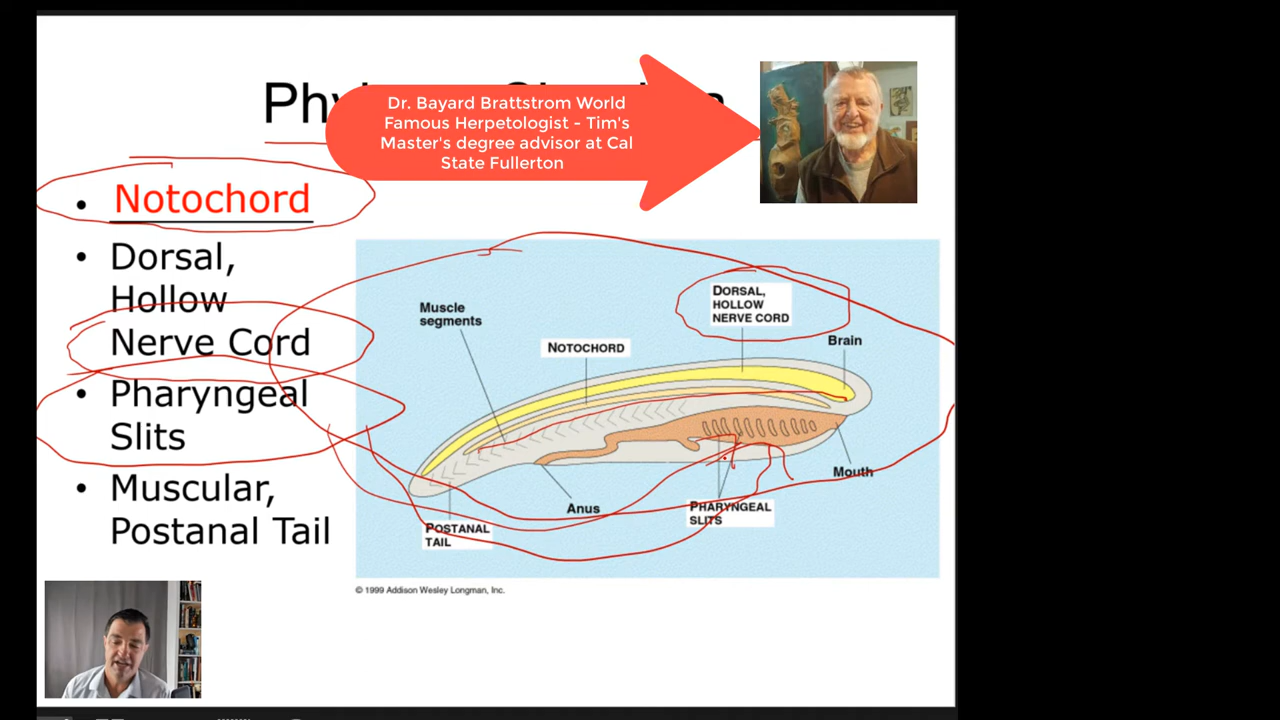 Dr. Bayard Brattstrom World
Famous Herpetologist - Tim's
Master's degree advisor at Cal
State Fullerton
• Notochord
• Dorsal,
Hollow
Nerve Cord
• Pharyngeal
Slits
• Muscular,
Postanal Tail
Muscle
segments
NOTOCHORD
DORSAL,
HOLLOW
NERVE CORD
Brain
Mouth
Anus
PHARYNGEAL
SLITS
POSTANAL
TAIL
© 1999 Addison Wesley Longman, Inc.